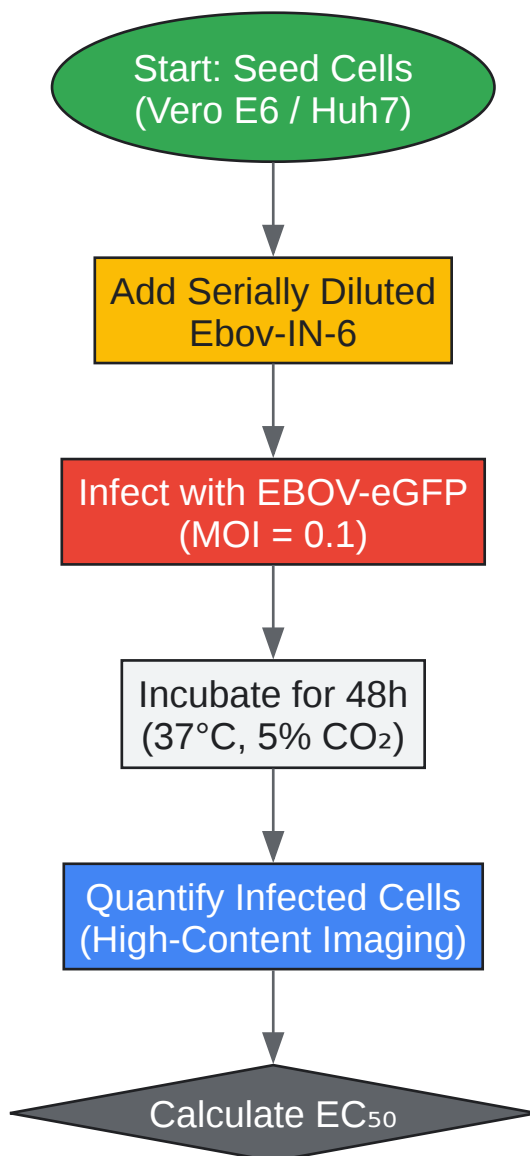 Start: Seed Cells
(Vero E6 / Huh7)
Add Serially Diluted
Ebov-IN-6
Infect with EBOV-eGFP
(MOI = 0.1)
Incubate for 48h
(37°C, 5% CO₂)
Quantify Infected Cells
(High-Content Imaging)
Calculate EC₅₀